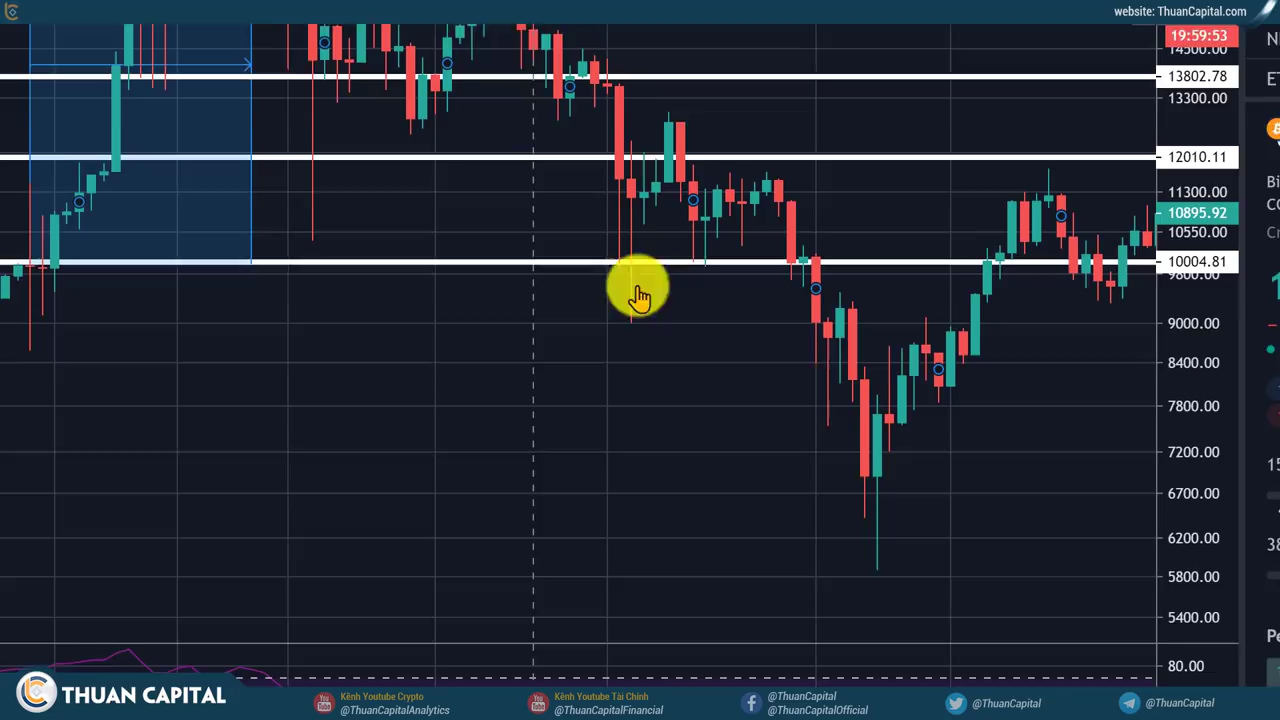 website: ThuanCapital.com
19:59:53
14500.00
13802.78
13300.00
12010.11
11300.00
10895.92
10550.00
10004.81
9800.00
9000.00
8400.00
7800.00
7200.00
6700.00
6200.00
5800.00
5400.00
80.00
THUAN CAPITAL
Kênh Youtube Crypto
@ThuanCapitalAnalytics
Kênh Youtube Tài Chính
@ThuanCapitalFinancial
@ThuanCapital
@ThuanCapitalOfficial
@ThuanCapital
@ThuanCapital